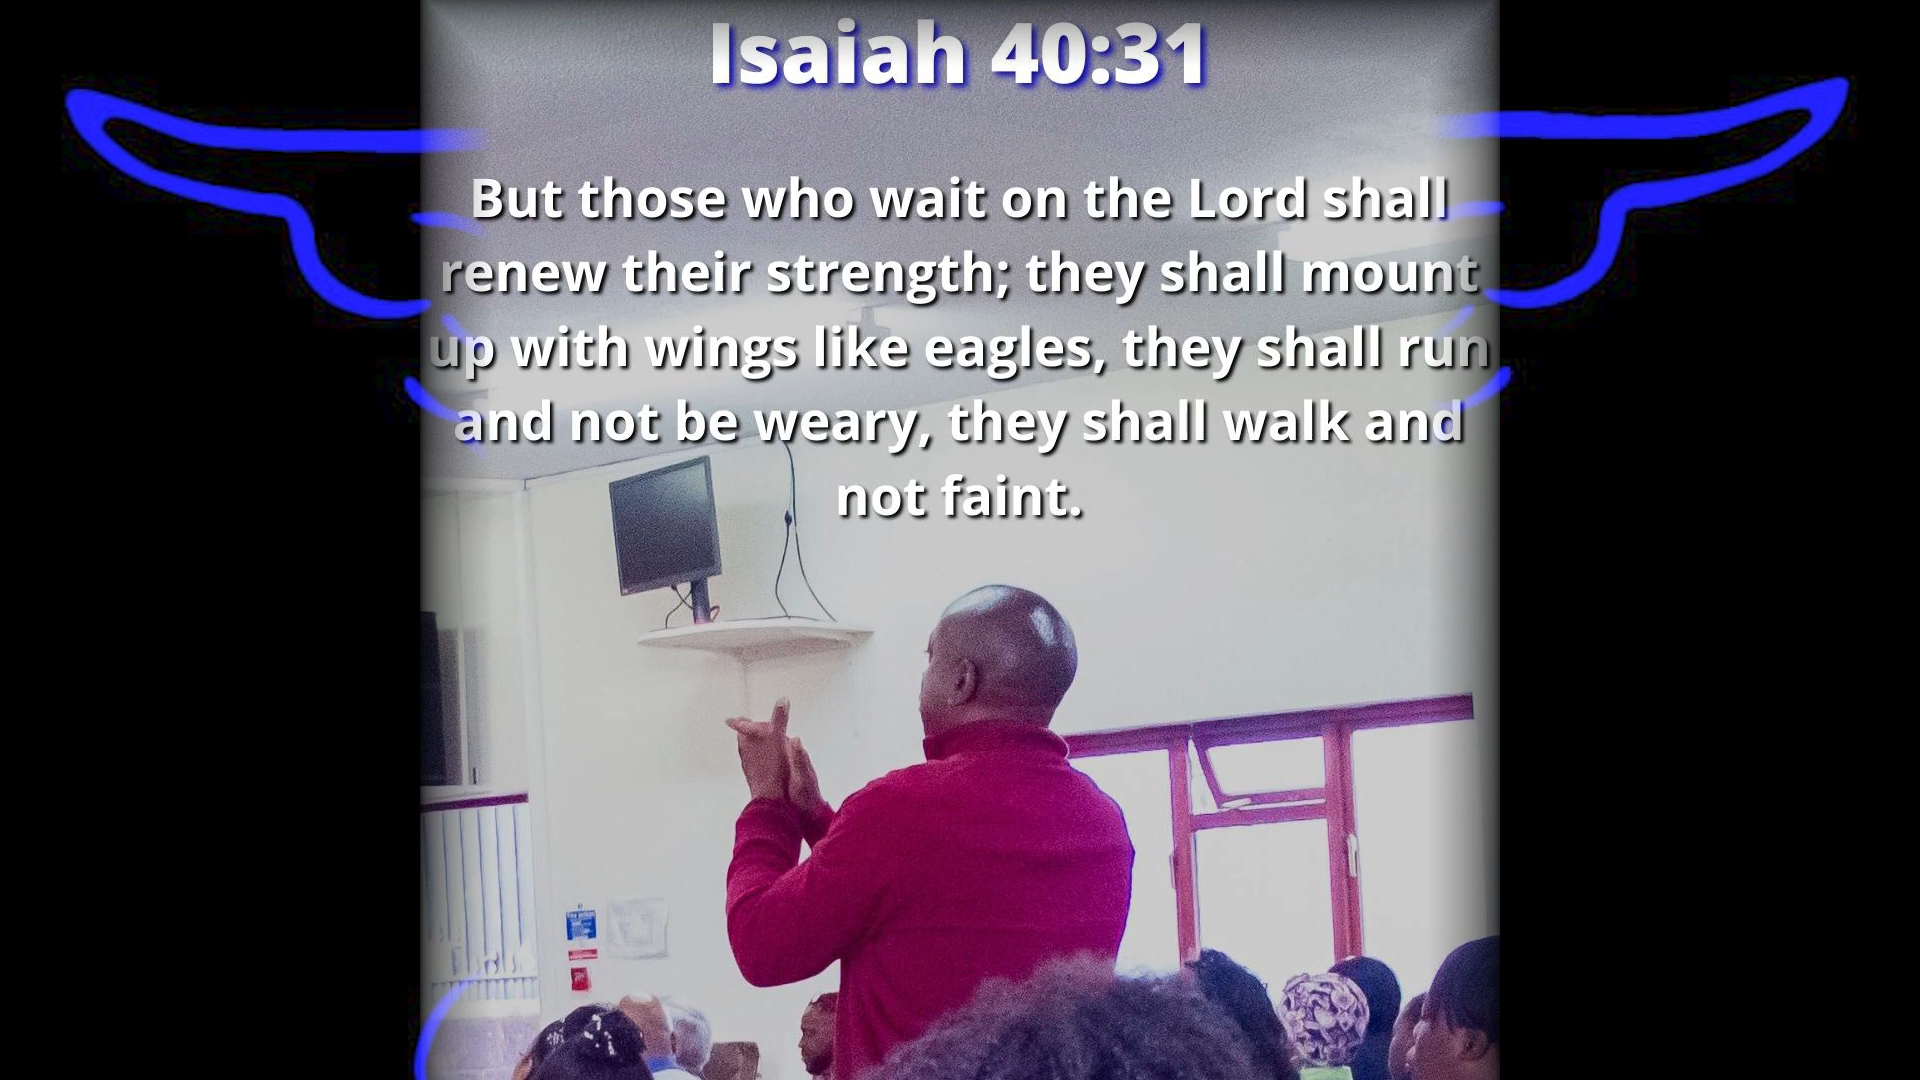 Isaiah 40:31
But those who wait on the Lord shall
renew their strength; they shall mount
up with wings like eagles, they shall run
and not be weary, they shall walk and
not faint.